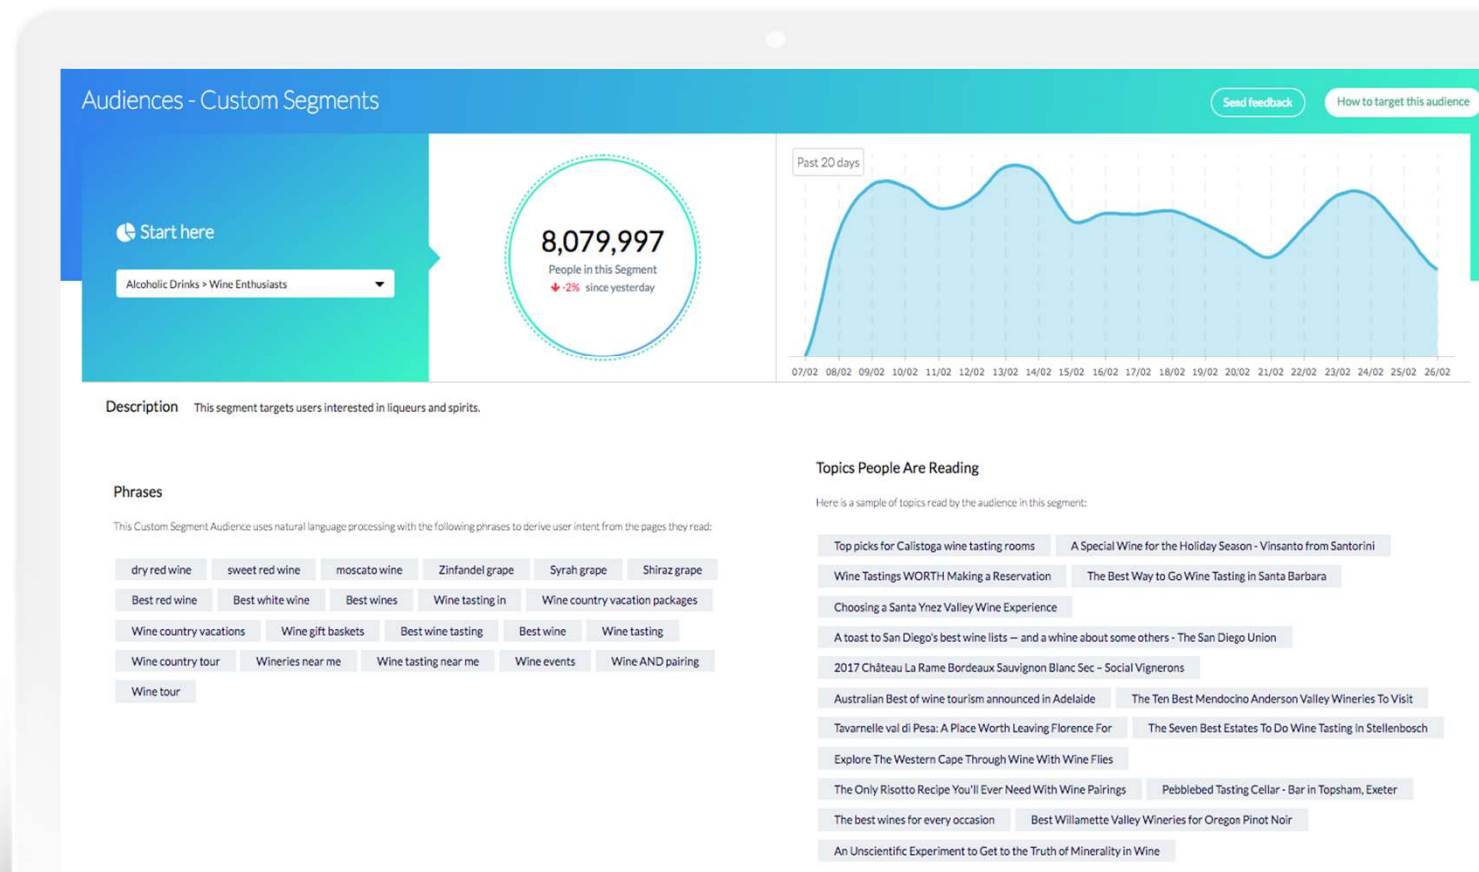 Audiences - Custom Segments
Send feedback
How to target this audience
Start here
Alcoholic Drinks > Wine Enthusiasts
8,079,997
People in this Segment
-2% since yesterday
Past 20 days
07/02 08/02 09/02 10/02 11/02 12/02 13/02 14/02 15/02 16/02 17/02 18/02 19/02 20/02 21/02 22/02 23/02 24/02 25/02 26/02
Description This segment targets users interested in liqueurs and spirits.
Phrases
This Custom Segment Audience uses natural language processing with the following phrases to derive user intent from the pages they read:
dry red wine sweet red wine moscato wine Zinfandel grape Syrah grape Shiraz grape
Best red wine Best white wine Best wines Wine tasting in Wine country vacation packages
Wine country vacations Wine gift baskets Best wine tasting Best wine Wine tasting
Wine country tour Wineries near me Wine tasting near me Wine events Wine AND pairing
Wine tour
Topics People Are Reading
Here is a sample of topics read by the audience in this segment:
Top picks for Calistoga wine tasting rooms A Special Wine for the Holiday Season - Vinsanto from Santorini
Wine Tastings WORTH Making a Reservation The Best Way to Go Wine Tasting in Santa Barbara
Choosing a Santa Ynez Valley Wine Experience
A toast to San Diego's best wine lists — and a whine about some others - The San Diego Union
2017 Château La Rame Bordeaux Sauvignon Blanc Sec – Social Vignerons
Australian Best of wine tourism announced in Adelaide The Ten Best Mendocino Anderson Valley Wineries To Visit
Tavarnelle val di Pesa: A Place Worth Leaving Florence For The Seven Best Estates To Do Wine Tasting In Stellenbosch
Explore The Western Cape Through Wine With Wine Flies
The Only Risotto Recipe You'll Ever Need With Wine Pairings Pebblebed Tasting Cellar - Bar in Topsham, Exeter
The best wines for every occasion Best Willamette Valley Wineries for Oregon Pinot Noir
An Unscientific Experiment to Get to the Truth of Minerality in Wine